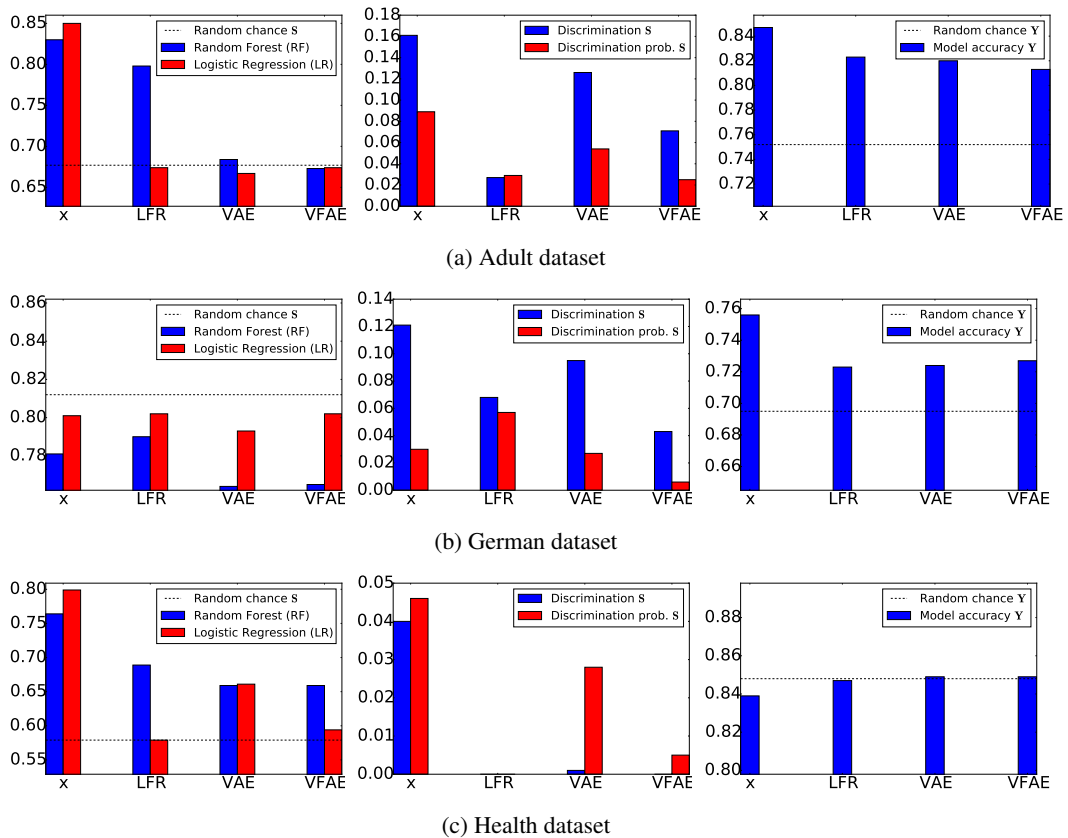 0.85
0.80
0.75
0.70
0.65
Random chance S
Random Forest (RF)
Logistic Regression (LR)
x LFR VAE VFAE
0.18
0.16
0.14
0.12
0.10
0.08
0.06
0.04
0.02
0.00
Discrimination S
Discrimination prob. S
x LFR VAE VFAE
0.84
0.82
0.80
0.78
0.76
0.74
0.72
Random chance Y
Model accuracy Y
x LFR VAE VFAE
(a) Adult dataset
0.86
0.84
0.82
0.80
0.78
Random chance S
Random Forest (RF)
Logistic Regression (LR)
x LFR VAE VFAE
0.14
0.12
0.10
0.08
0.06
0.04
0.02
0.00
Discrimination S
Discrimination prob. S
x LFR VAE VFAE
0.76
0.74
0.72
0.70
0.68
0.66
Random chance Y
Model accuracy Y
x LFR VAE VFAE
(b) German dataset
0.80
0.75
0.70
0.65
0.60
0.55
Random chance S
Random Forest (RF)
Logistic Regression (LR)
x LFR VAE VFAE
0.05
0.04
0.03
0.02
0.01
0.00
Discrimination S
Discrimination prob. S
x LFR VAE VFAE
0.88
0.86
0.84
0.82
0.80
Random chance Y
Model accuracy Y
x LFR VAE VFAE
(c) Health dataset